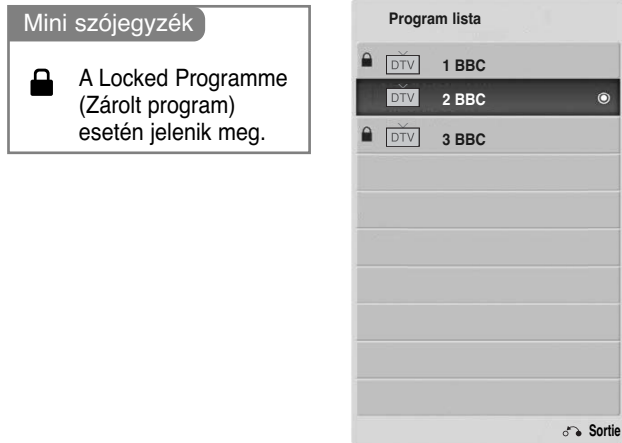 Mini szójegyzék
A Locked Programme
(Zárolt program)
esetén jelenik meg.
Program lista
DTV 1 BBC
DTV 2 BBC
DTV 3 BBC
Sortie